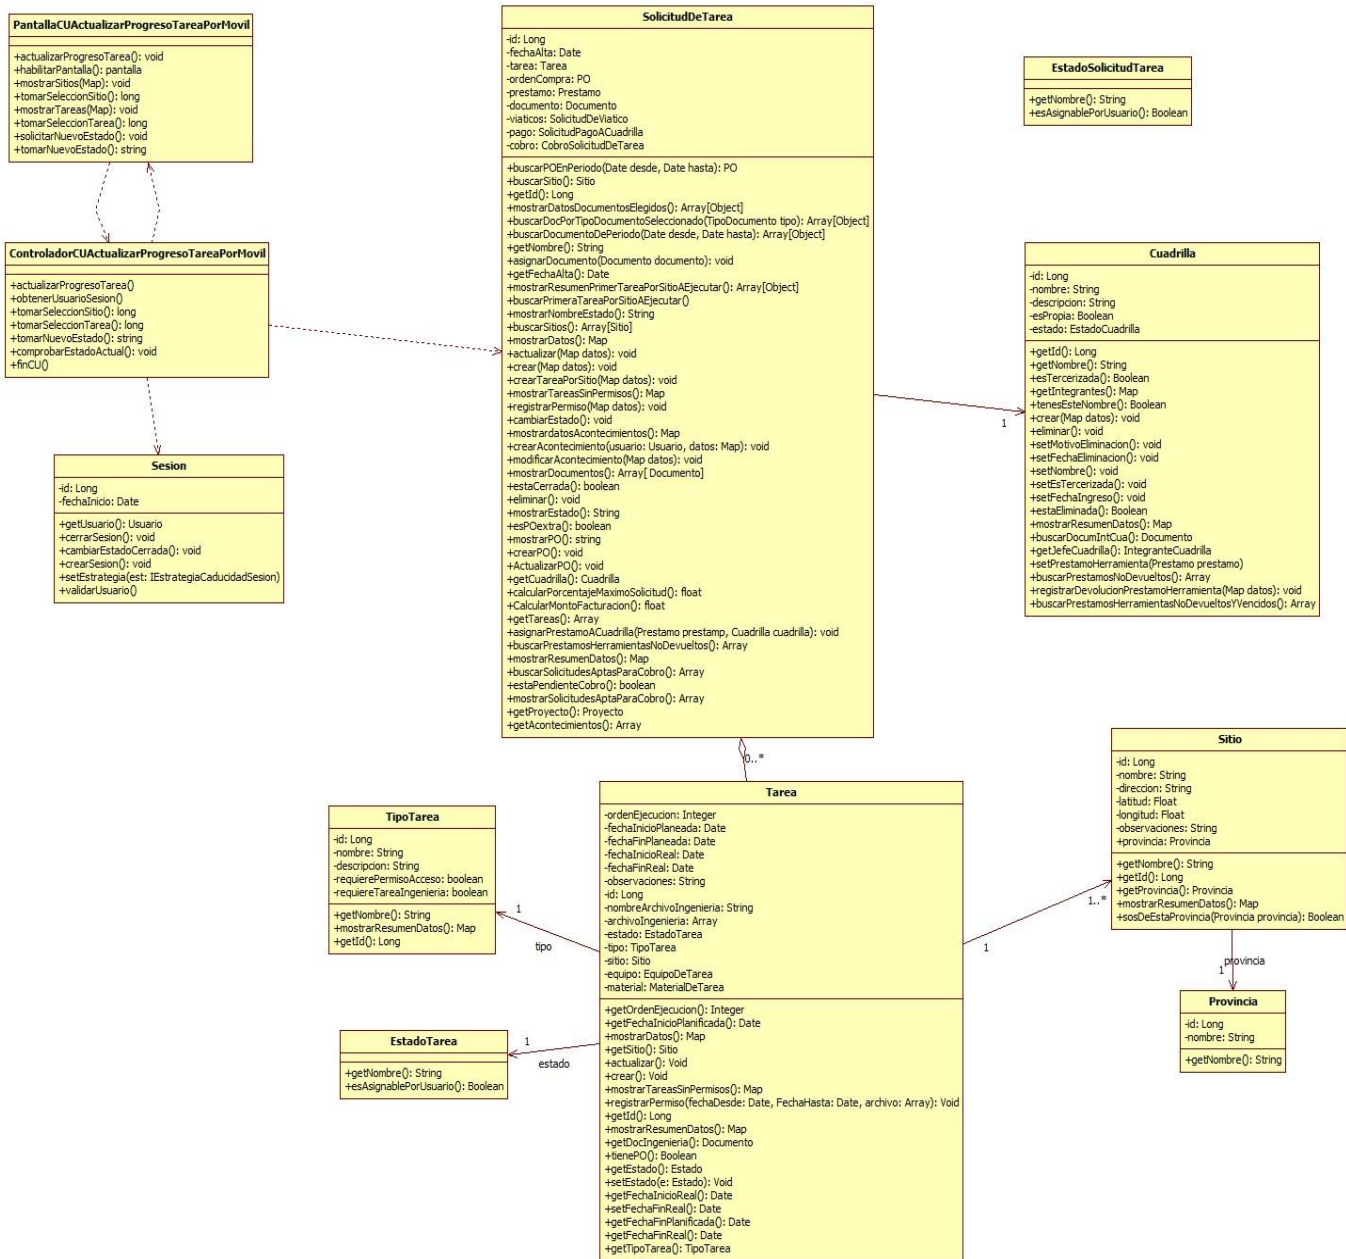 PantallaCUActualizarProgresoTareaPorMovil
+actualizarProgresoTarea(): void
+habilitarPantalla(): pantalla
+mostrarSitios(Map): void
+tomarSeleccionSitio(): long
+mostrarTareas(Map): void
+tomarSeleccionTarea(): long
+solicitarNuevoEstado(): void
+tomarNuevoEstado(): string
ControladorCUActualizarProgresoTareaPorMovil
+actualizarProgresoTarea()
+obtenerUsuarioSesion()
+tomarSeleccionSitio(): long
+tomarSeleccionTarea(): long
+tomarNuevoEstado(): string
+comprobarEstadoActual(): void
+finCU()
Sesion
-id: Long
-fechaInicio: Date
+getUsuario(): Usuario
+cerrarSesion(): void
+cambiarEstadoCerrada(): void
+crearSesion(): void
+setEstrategia(est: IEstrategiaCaducidadSesion)
+validarUsuario()
SolicitudDeTarea
-id: Long
-fechaAlta: Date
-tarea: Tarea
-ordenCompra: PO
-prestamo: Prestamo
-documento: Documento
-viaticos: SolicitudDeViatico
-pago: SolicitudPagoACuadrilla
-cobro: CobroSolicitudDeTarea
+buscarPOEnPeriodo(Date desde, Date hasta): PO
+buscarSitio(): Sitio
+getId(): Long
+mostrarDatosDocumentosElegidos(): Array[Object]
+buscarDocPorTipoDocumentoSeleccionado(TipoDocumento tipo): Array[Object]
+buscarDocumentoDePeriodo(Date desde, Date hasta): Array[Object]
+getNombre(): String
+asignarDocumento(Documento documento): void
+getFechaAlta(): Date
+mostrarResumenPrimerTareaPorSitioAEjecutar(): Array[Object]
+buscarPrimeraTareaPorSitioAEjecutar()
+mostrarNombreEstado(): String
+buscarSitios(): Array[Sitio]
+mostrarDatos(): Map
+actualizar(Map datos): void
+crear(Map datos): void
+crearTareaPorSitio(Map datos): void
+mostrarTareasSinPermisos(): Map
+registrarPermiso(Map datos): void
+cambiarEstado(): void
+mostrardatosAcontecimientos(): Map
+crearAcontecimiento(usuario: Usuario, datos: Map): void
+modificarAcontecimiento(Map datos): void
+mostrarDocumentos(): Array[ Documento]
+estaCerrada(): boolean
+eliminar(): void
+mostrarEstado(): String
+esPOextra(): boolean
+mostrarPO(): string
+crearPO(): void
+ActualizarPO(): void
+getCuadrilla(): Cuadrilla
+calcularPorcentajeMaximoSolicitud(): float
+CalcularMontoFacturacion(): float
+getTareas(): Array
+asignarPrestamoACuadrilla(Prestamo prestamp, Cuadrilla cuadrilla): void
+buscarPrestamosHerramientasNoDevueltos(): Array
+mostrarResumenDatos(): Map
+buscarSolicitudesAptasParaCobro(): Array
+estaPendienteCobro(): boolean
+mostrarSolicitudesAptaParaCobro(): Array
+getProyecto(): Proyecto
+getAcontecimientos(): Array
EstadoSolicitudTarea
+getNombre(): String
+esAsignablePorUsuario(): Boolean
Cuadrilla
-id: Long
-nombre: String
-descripcion: String
-esPropia: Boolean
-estado: EstadoCuadrilla
+getId(): Long
+getNombre(): String
+esTercerizada(): Boolean
+getIntegrantes(): Map
+tenesEsteNombre(): Boolean
+crear(Map datos): void
+eliminar(): void
+setMotivoEliminacion(): void
+setFechaEliminacion(): void
+setNombre(): void
+setEsTercerizada(): void
+setFechaIngreso(): void
+estaEliminada(): Boolean
+mostrarResumenDatos(): Map
+buscarDocumIntCua(): Documento
+getJefeCuadrilla(): IntegranteCuadrilla
+setPrestamoHerramienta(Prestamo prestamo)
+buscarPrestamosNoDevueltos(): Array
+registrarDevolucionPrestamoHerramienta(Map datos): void
+buscarPrestamosHerramientasNoDevueltosYVencidos(): Array
1
0..*
TipoTarea
-id: Long
-nombre: String
-descripcion: String
-requierePermisoAcceso: boolean
-requiereTareaIngenieria: boolean
+getNombre(): String
+mostrarResumenDatos(): Map
+getId(): Long
1
tipo
EstadoTarea
+getNombre(): String
+esAsignablePorUsuario(): Boolean
1
estado
Tarea
-ordenEjecucion: Integer
-fechaInicioPlaneada: Date
-fechaFinPlaneada: Date
-fechaInicioReal: Date
-fechaFinReal: Date
-observaciones: String
-id: Long
-nombreArchivoIngenieria: String
-archivoIngenieria: Array
-estado: EstadoTarea
-tipo: TipoTarea
-sitio: Sitio
-equipo: EquipoDeTarea
-material: MaterialDeTarea
+getOrdenEjecucion(): Integer
+getFechaInicioPlanificada(): Date
+mostrarDatos(): Map
+getSitio(): Sitio
+actualizar(): Void
+crear(): Void
+mostrarTareasSinPermisos(): Map
+registrarPermiso(fechaDesde: Date, FechaHasta: Date, archivo: Array): Void
+getId(): Long
+mostrarResumenDatos(): Map
+getDocIngenieria(): Documento
+tienePO(): Boolean
+getEstado(): Estado
+setEstado(e: Estado): Void
+getFechaInicioReal(): Date
+setFechaFinReal(): Date
+getFechaFinPlanificada(): Date
+getFechaFinReal(): Date
+getTipoTarea(): TipoTarea
1
1..*
Sitio
-id: Long
-nombre: String
-direccion: String
-latitud: Float
-longitud: Float
-observaciones: String
+provincia: Provincia
+getNombre(): String
+getId(): Long
+getProvincia(): Provincia
+mostrarResumenDatos(): Map
+sosDeEstaProvincia(Provincia provincia): Boolean
provincia
1
Provincia
-id: Long
-nombre: String
+getNombre(): String